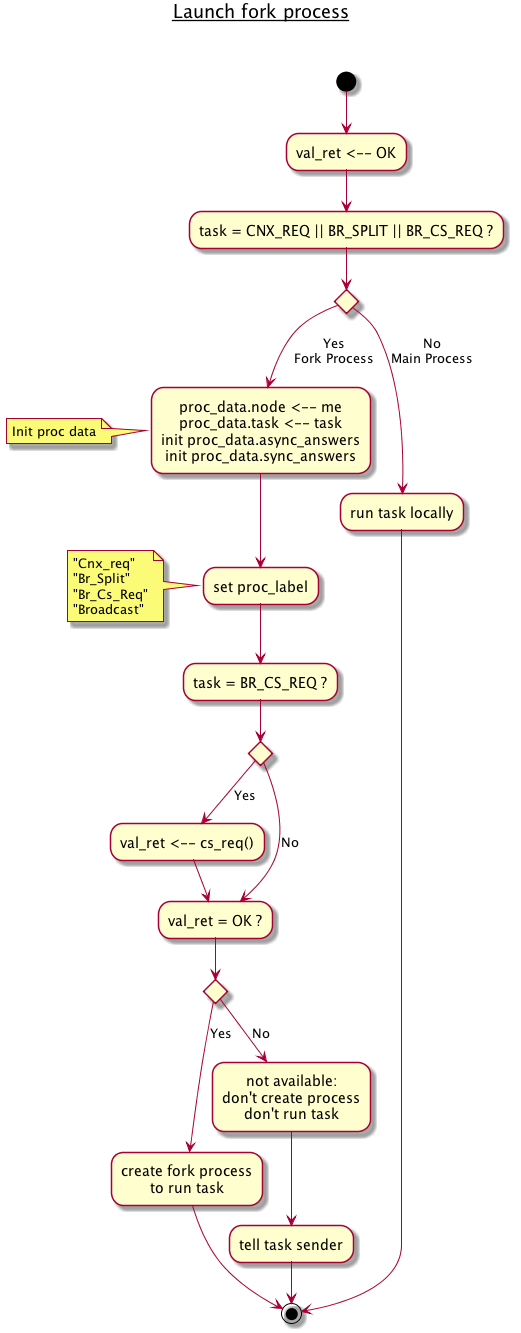 Launch fork process
val_ret <-- OK
task = CNX_REQ || BR_SPLIT || BR_CS_REQ ?
Yes
Fork Process
No
Main Process
proc_data.node <-- me
proc_data.task <-- task
init proc_data.async_answers
init proc_data.sync_answers
Init proc data
run task locally
"Cnx_req"
"Br_Split"
"Br_Cs_Req"
"Broadcast"
set proc_label
task = BR_CS_REQ ?
Yes
No
val_ret <-- cs_req()
val_ret = OK ?
Yes
No
not available:
don't create process
don't run task
create fork process
to run task
tell task sender